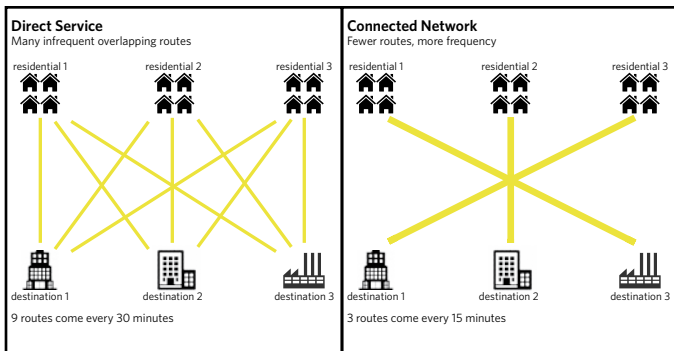 Direct Service
Many infrequent overlapping routes
residential 1
residential 2
residential 3
destination 1
destination 2
destination 3
9 routes come every 30 minutes
Connected Network
Fewer routes, more frequency
residential 1
residential 2
residential 3
destination 1
destination 2
destination 3
3 routes come every 15 minutes